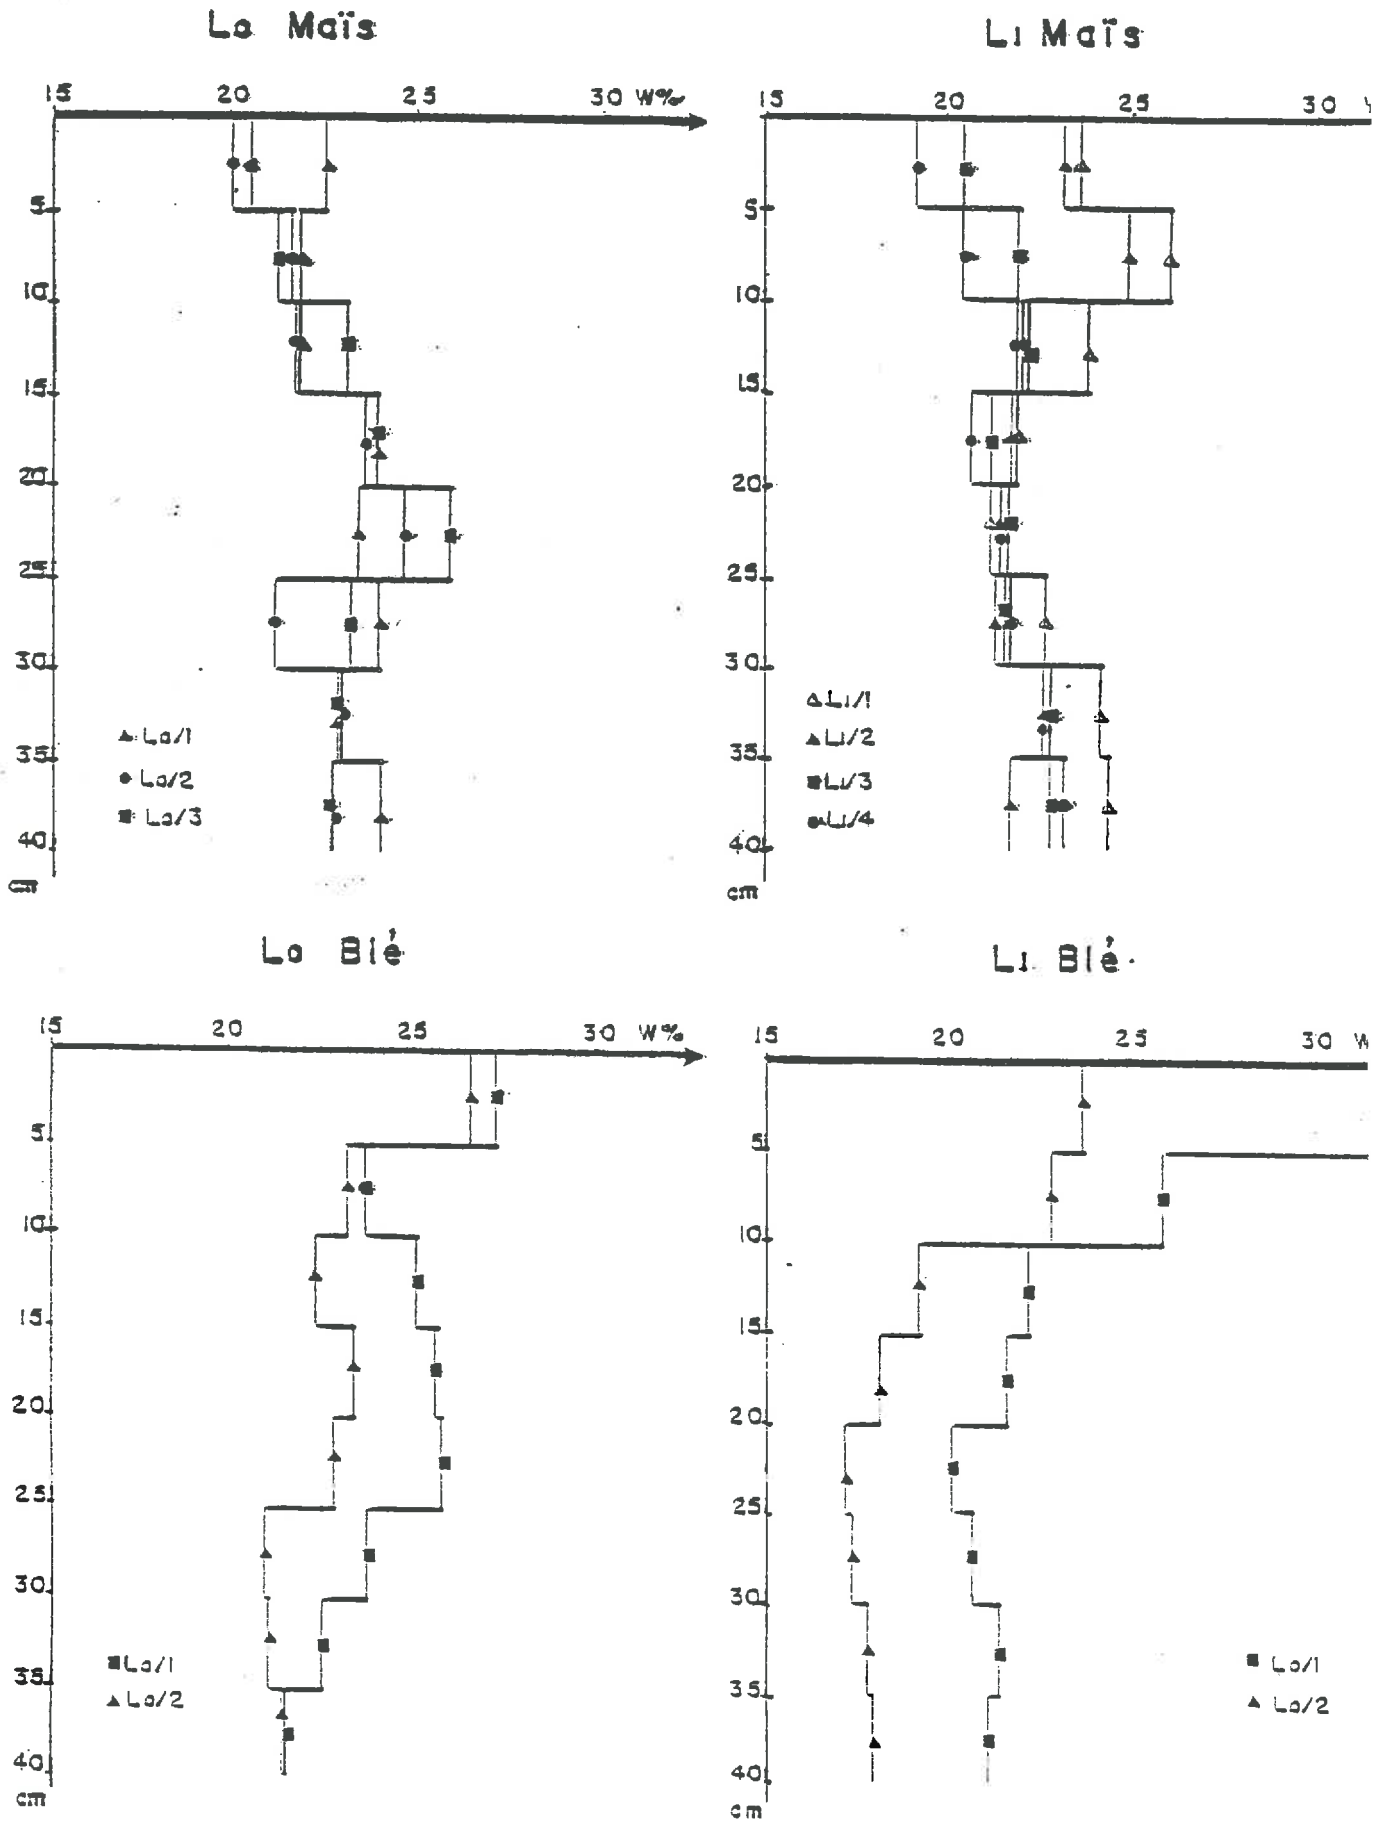 La Maïs
15 20 25 30 W%
5
10
15
20
25
30
35
40
cm
▲ La/1
● La/2
■ La/3
Li Maïs
15 20 25 30
5
10
15
20
25
30
35
40
cm
△ Li/1
▲ Li/2
■ Li/3
● Li/4
La Blé
15 20 25 30 W%
5
10
15
20
25
30
35
40
cm
■ La/1
▲ La/2
Li Blé
15 20 25 30 W
5
10
15
20
25
30
35
40
cm
■ La/1
▲ La/2